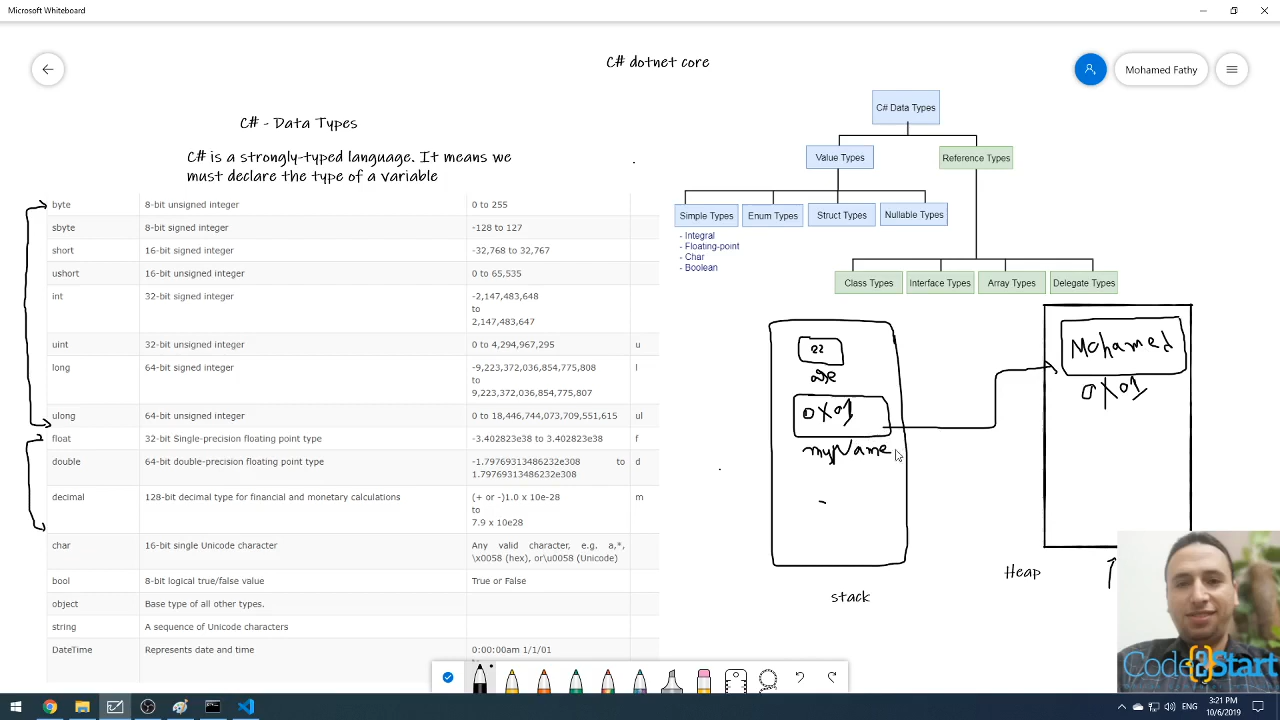 Microsoft Whiteboard
C# dotnet core
Mohamed Fathy
C# - Data Types
C# is a strongly-typed language. It means we
must declare the type of a variable
byte 8-bit unsigned integer 0 to 255
sbyte 8-bit signed integer -128 to 127
short 16-bit signed integer -32,768 to 32,767
ushort 16-bit unsigned integer 0 to 65,535
int 32-bit signed integer -2,147,483,648
to
2,147,483,647
uint 32-bit unsigned integer 0 to 4,294,967,295 u
long 64-bit signed integer -9,223,372,036,854,775,808 l
to
9,223,372,036,854,775,807
ulong 64-bit unsigned integer 0 to 18,446,744,073,709,551,615 ul
float 32-bit Single-precision floating point type -3.402823e38 to 3.402823e38 f
double 64-bit double-precision floating point type -1.79769313486232e308 to d
1.79769313486232e308
decimal 128-bit decimal type for financial and monetary calculations (+ or -)1.0 x 10e-28 m
to
7.9 x 10e28
char 16-bit single Unicode character Any valid character, e.g. a,*,
\x0058 (hex), or\u0058 (Unicode)
bool 8-bit logical true/false value True or False
object Base type of all other types.
string A sequence of Unicode characters
DateTime Represents date and time 0:00:00am 1/1/01
C# Data Types
Value Types Reference Types
Simple Types Enum Types Struct Types Nullable Types
- Integral
- Floating-point
- Char
- Boolean
Class Types Interface Types Array Types Delegate Types
22
0X01
myName
stack
Mohamed
0X01
Heap
Code 2 Start
ENG
3:21 PM
10/6/2019